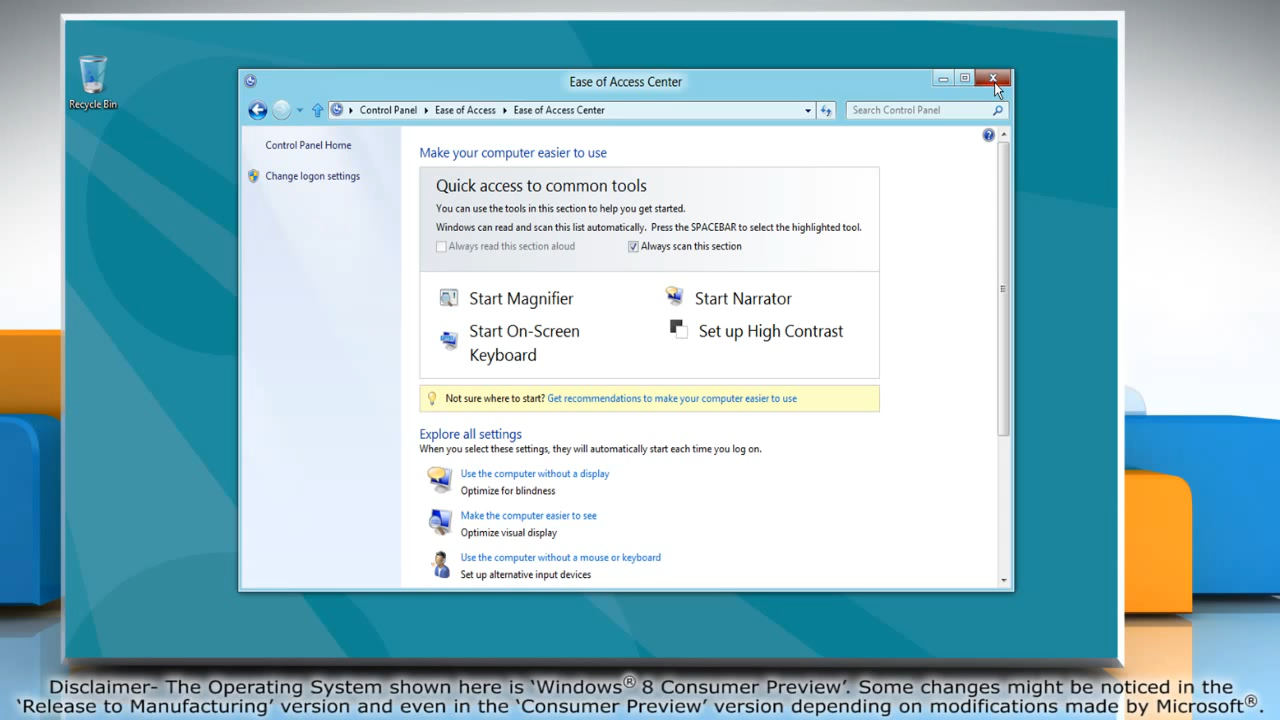 Recycle Bin
Ease of Access Center
Control Panel Ease of Access Ease of Access Center
Search Control Panel
Control Panel Home
Change logon settings
Make your computer easier to use
Quick access to common tools
You can use the tools in this section to help you get started.
Windows can read and scan this list automatically. Press the SPACEBAR to select the highlighted tool.
Always read this section aloud
Always scan this section
Start Magnifier
Start Narrator
Start On-Screen
Keyboard
Set up High Contrast
Not sure where to start? Get recommendations to make your computer easier to use
Explore all settings
When you select these settings, they will automatically start each time you log on.
Use the computer without a display
Optimize for blindness
Make the computer easier to see
Optimize visual display
Use the computer without a mouse or keyboard
Set up alternative input devices
Disclaimer- The Operating System shown here is ‘Windows® 8 Consumer Preview’. Some changes might be noticed in the
‘Release to Manufacturing’ version and even in the ‘Consumer Preview’ version depending on modifications made by Microsoft®.